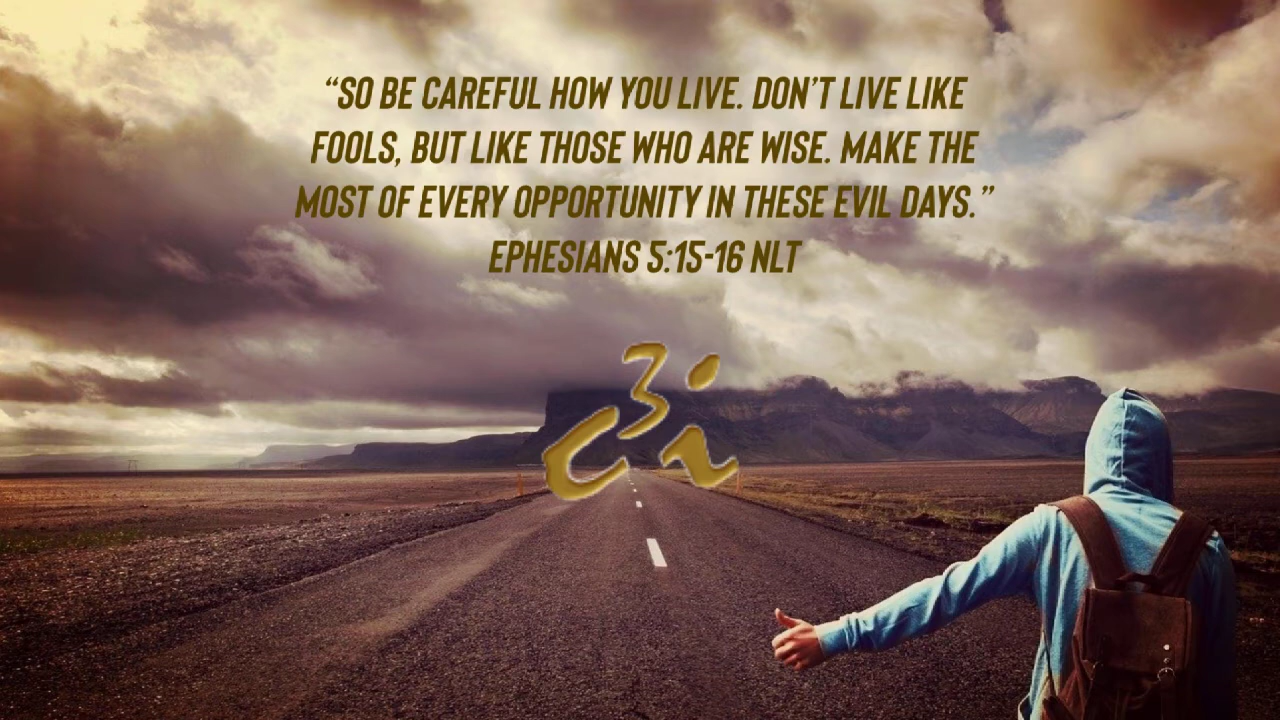 “SO BE CAREFUL HOW YOU LIVE. DON’T LIVE LIKE
FOOLS, BUT LIKE THOSE WHO ARE WISE. MAKE THE
MOST OF EVERY OPPORTUNITY IN THESE EVIL DAYS.”
EPHESIANS 5:15-16 NLT
c3i